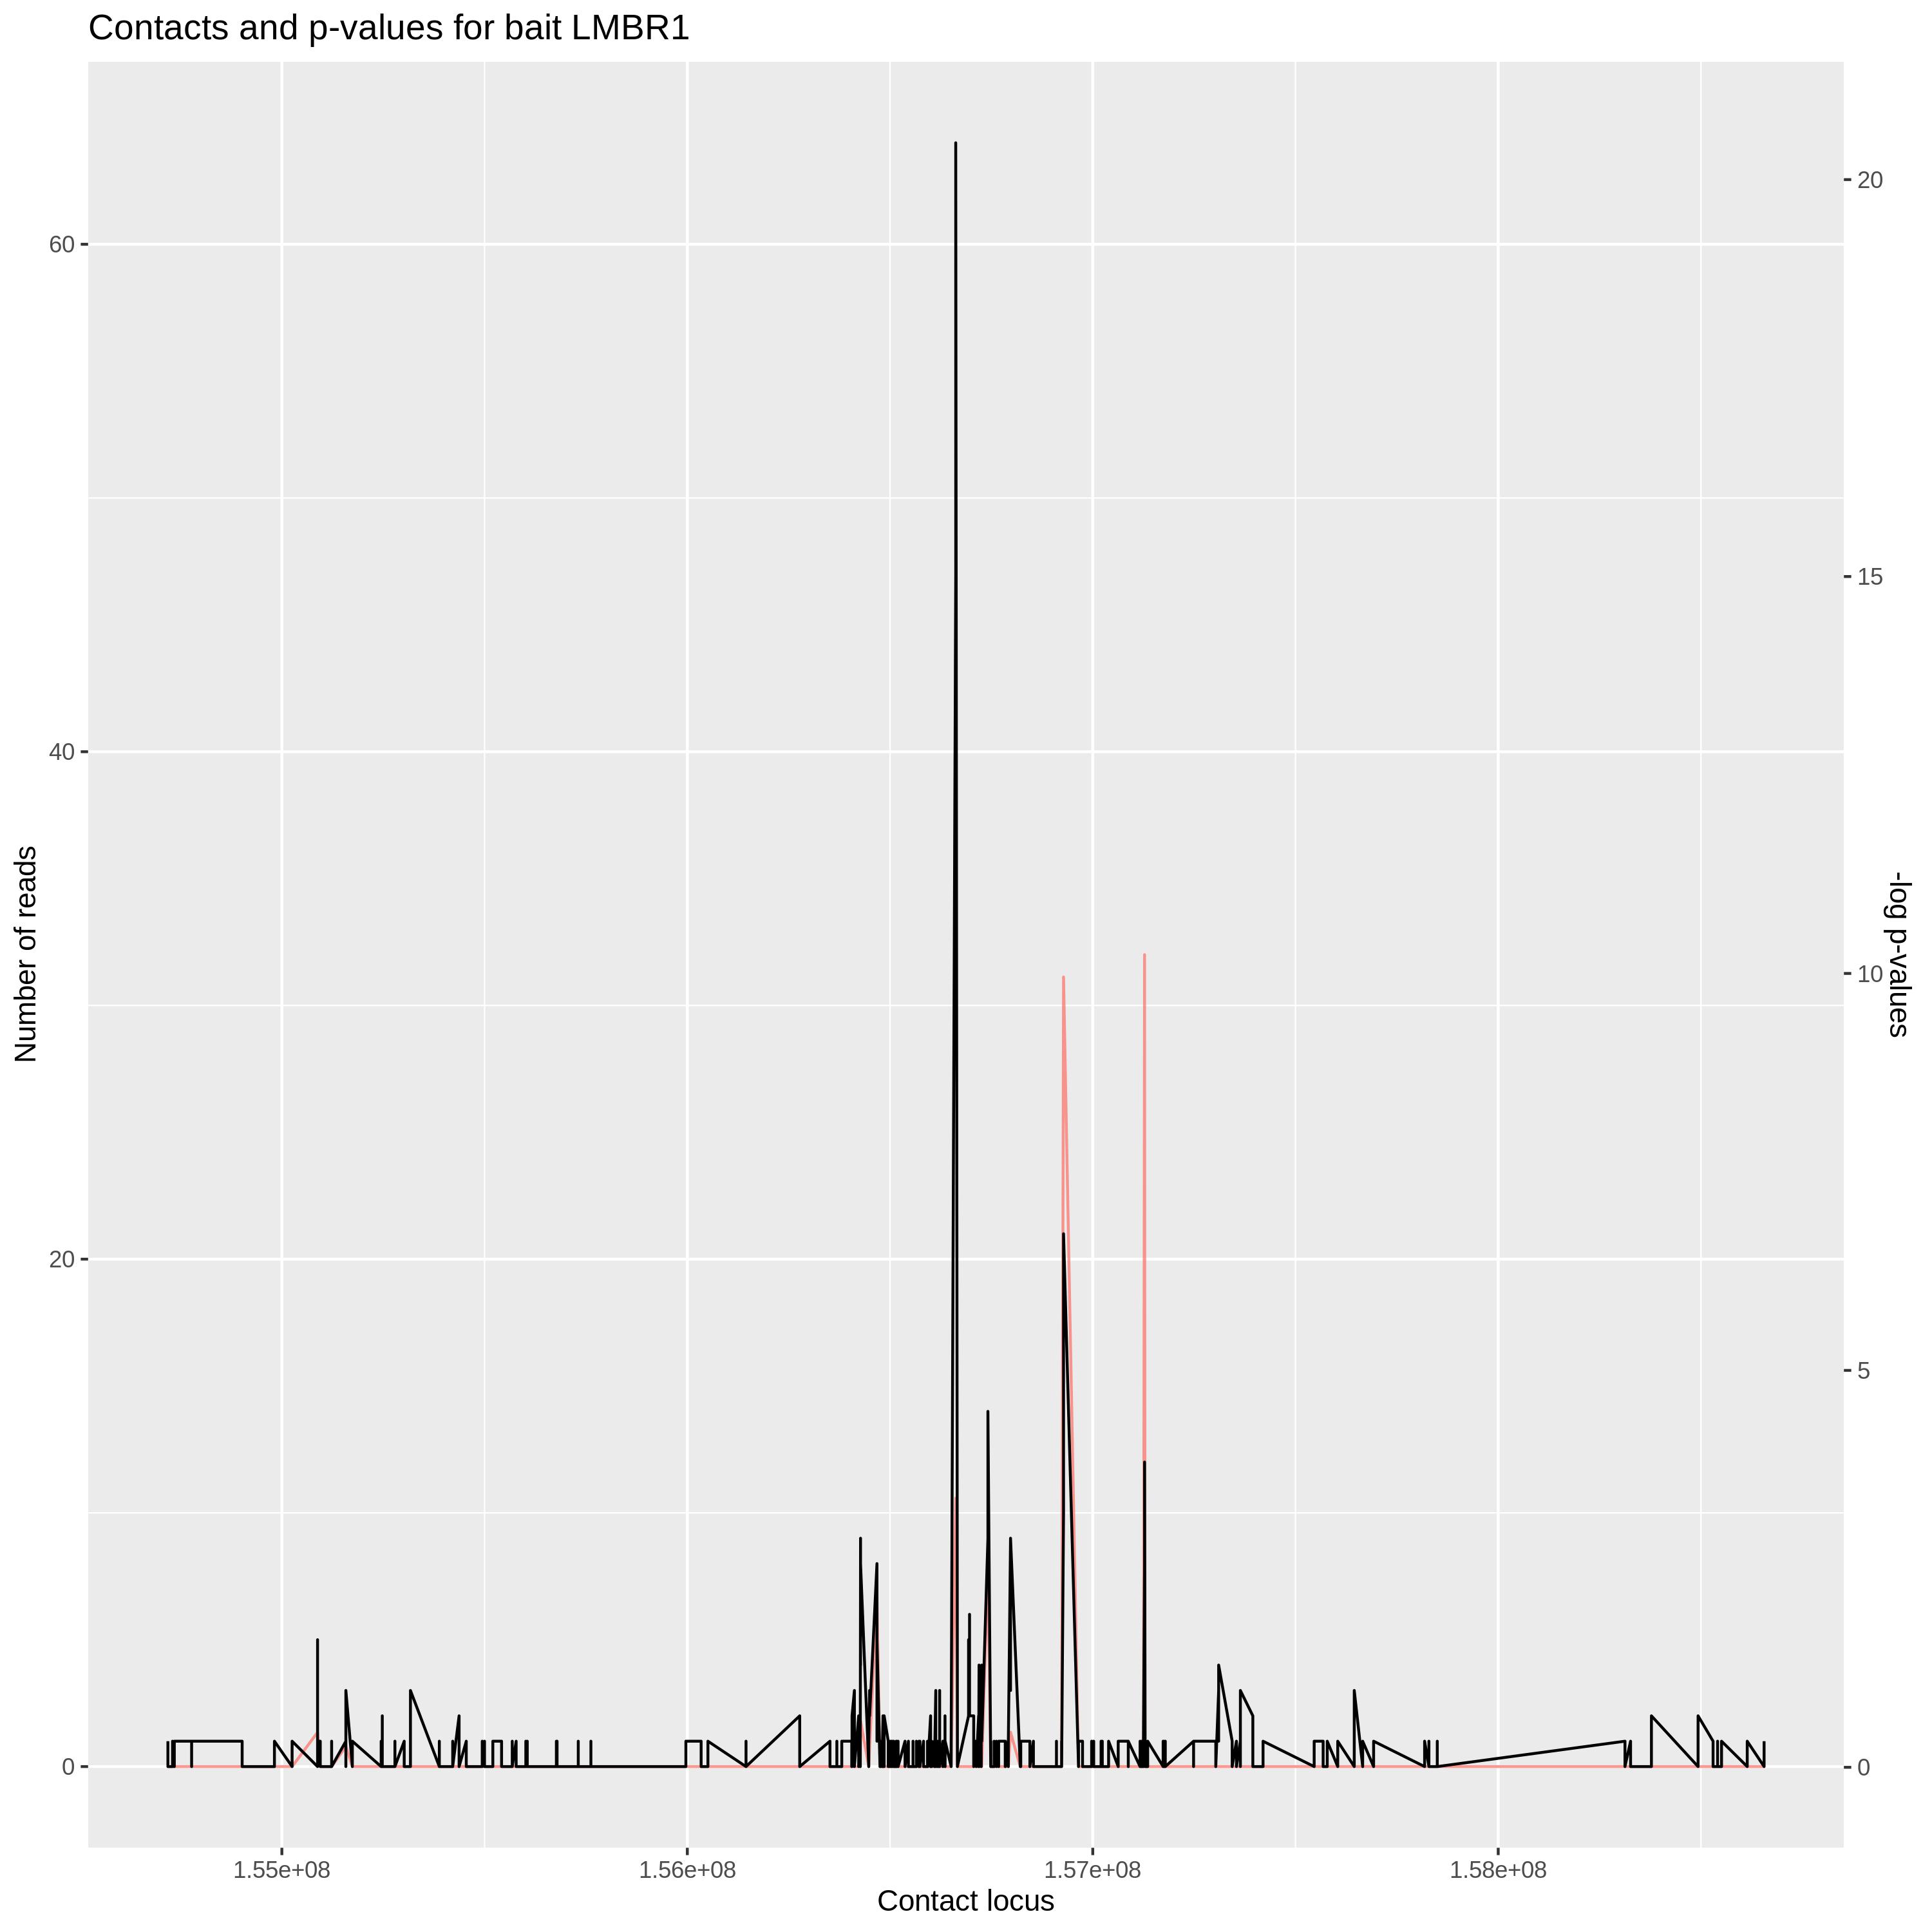 Contacts and p-values for bait LMBR1
60
40
20
0
20
15
10
5
0
Number of reads
-log p-values
1.55e+08
1.56e+08
1.57e+08
1.58e+08
Contact locus